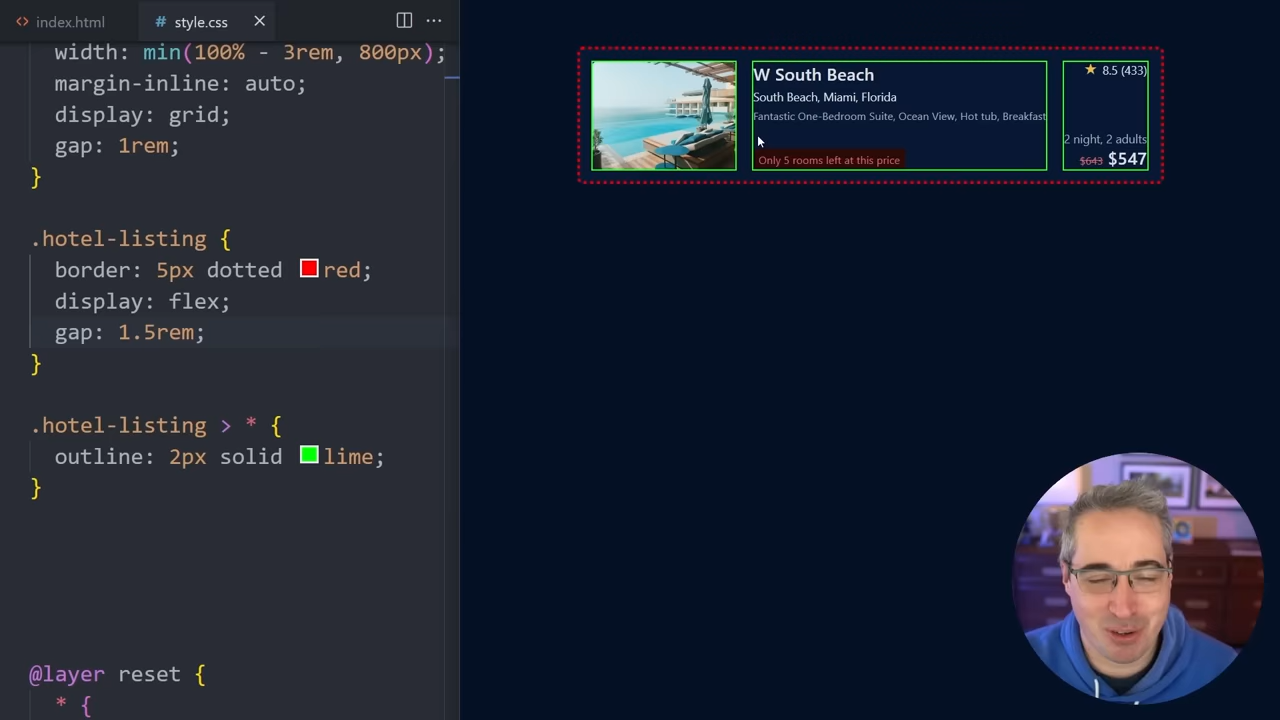 index.html
style.css
width: min(100% - 3rem, 800px);
margin-inline: auto;
display: grid;
gap: 1rem;
}
.hotel-listing {
border: 5px dotted red;
display: flex;
gap: 1.5rem;
}
.hotel-listing > * {
outline: 2px solid lime;
}
@layer reset {
* {
W South Beach
South Beach, Miami, Florida
Fantastic One-Bedroom Suite, Ocean View, Hot tub, Breakfast
Only 5 rooms left at this price
★ 8.5 (433)
2 night, 2 adults
$643 $547